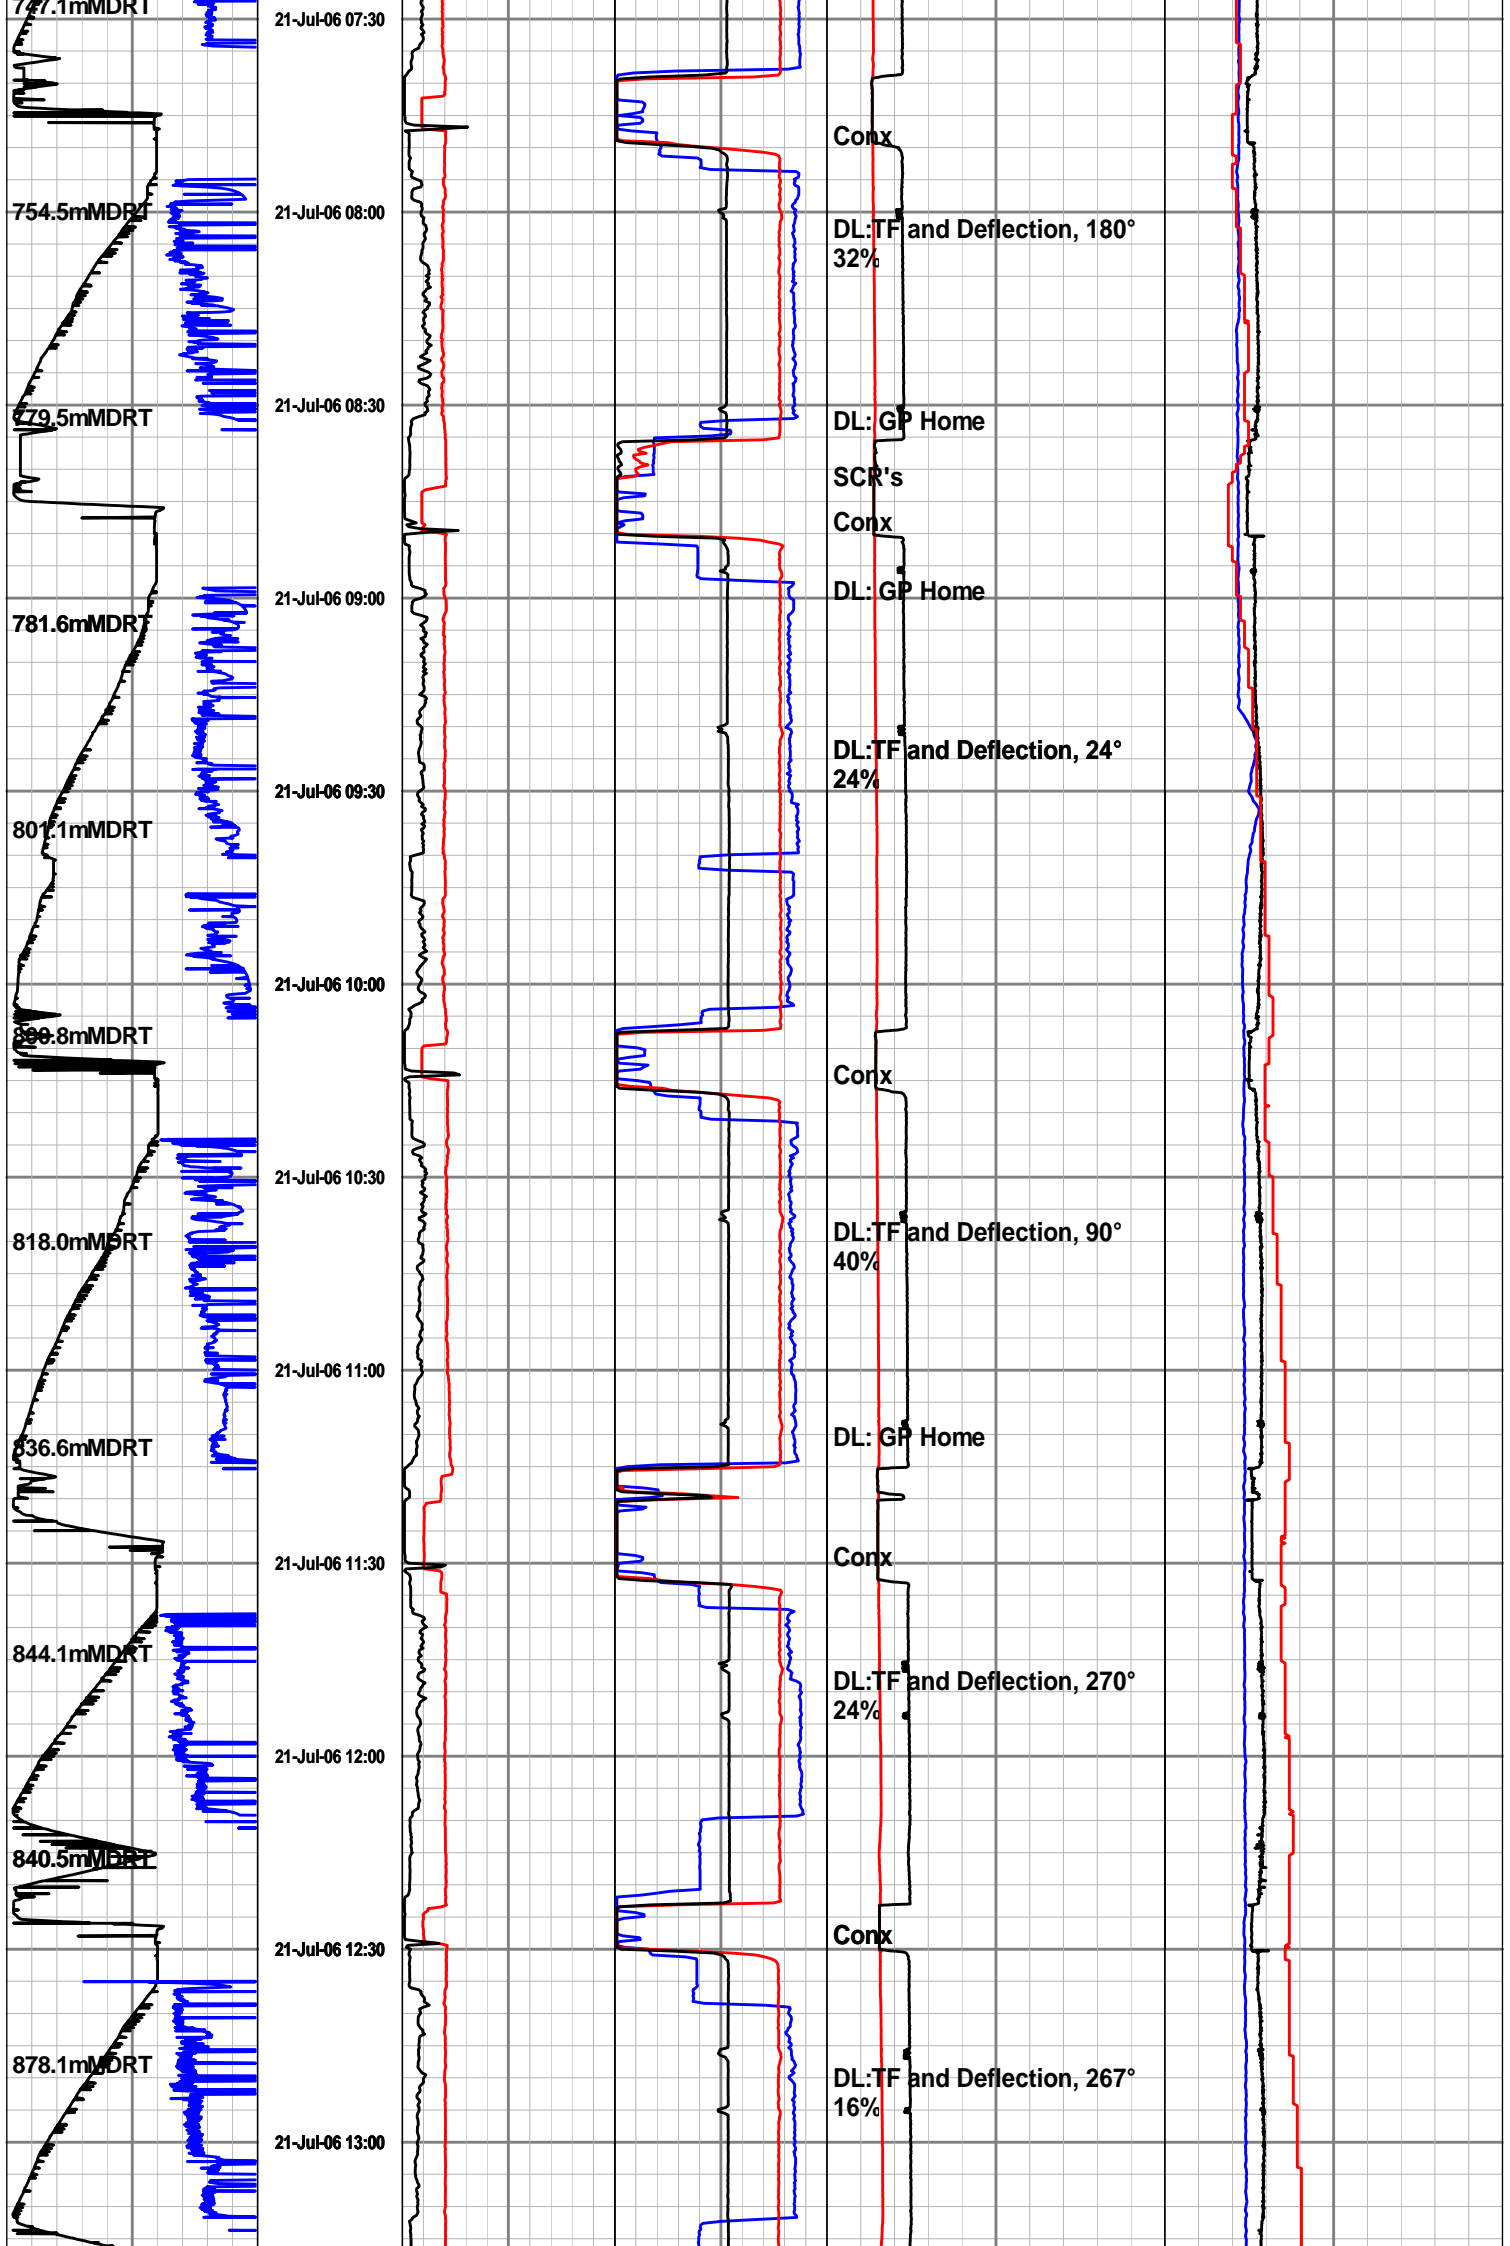 747.1mMDRT
21-Jul-06 07:30
Conx
754.5mMDRT
21-Jul-06 08:00
DL:TF and Deflection, 180°
32%
21-Jul-06 08:30
779.5mMDRT
DL: GP Home
SCR's
Conx
DL: GP Home
21-Jul-06 09:00
781.6mMDRT
DL:TF and Deflection, 24°
24%
21-Jul-06 09:30
801.1mMDRT
21-Jul-06 10:00
Conx
21-Jul-06 10:30
818.0mMDRT
DL:TF and Deflection, 90°
40%
21-Jul-06 11:00
DL: GP Home
836.6mMDRT
21-Jul-06 11:30
Conx
844.1mMDRT
DL:TF and Deflection, 270°
24%
21-Jul-06 12:00
840.5mMDRT
Conx
21-Jul-06 12:30
878.1mMDRT
DL:TF and Deflection, 267°
16%
21-Jul-06 13:00